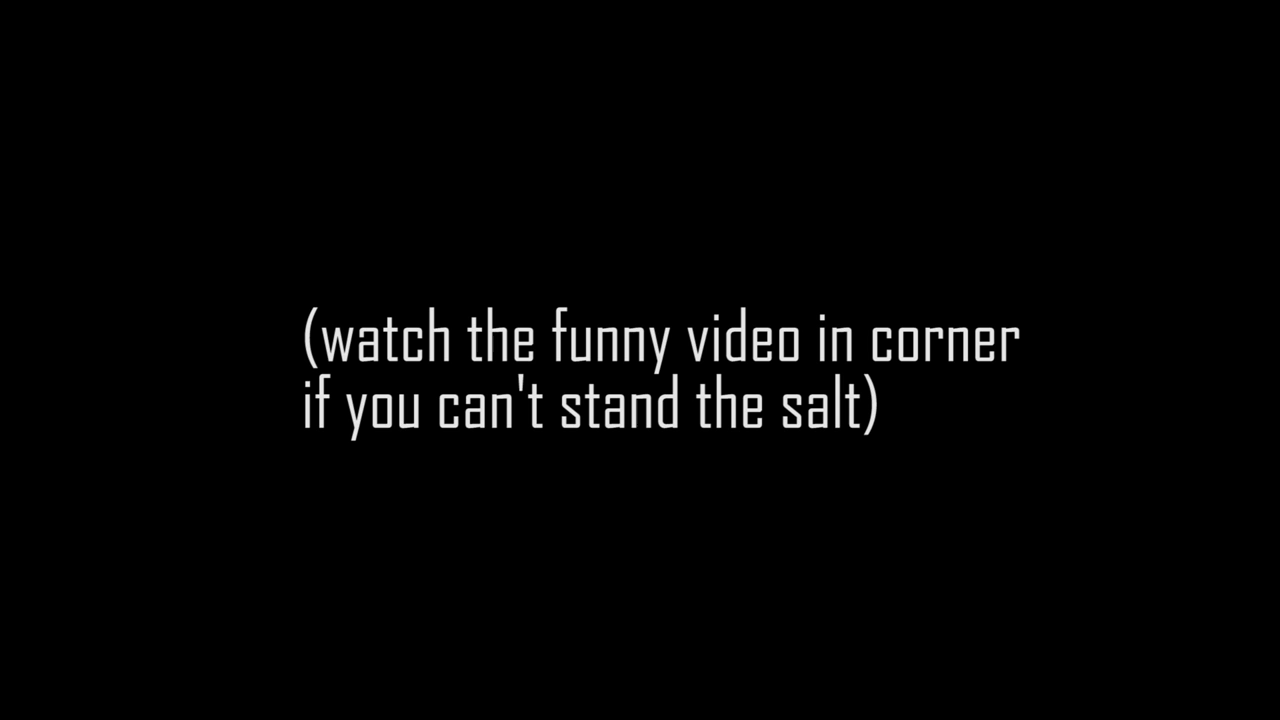 (watch the funny video in corner
if you can't stand the salt)